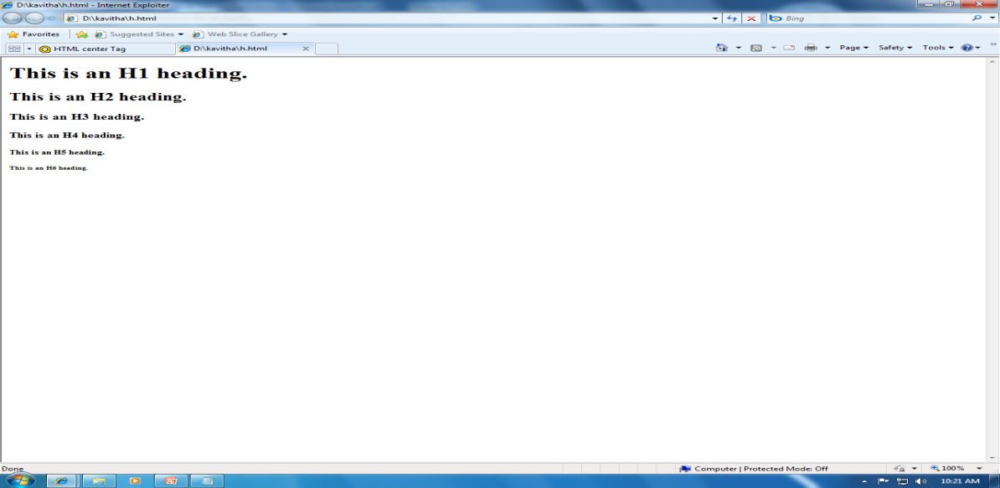 D:\kavitha\h.html - Internet Exploiter
D:\kavitha\h.html
Bing
Favorites Suggested Sites Web Slice Gallery
HTML center Tag D:\kavitha\h.html Page Safety Tools
This is an H1 heading.
This is an H2 heading.
This is an H3 heading.
This is an H4 heading.
This is an H5 heading.
This is an H6 heading.
Done Computer | Protected Mode: Off 100%
10:21 AM